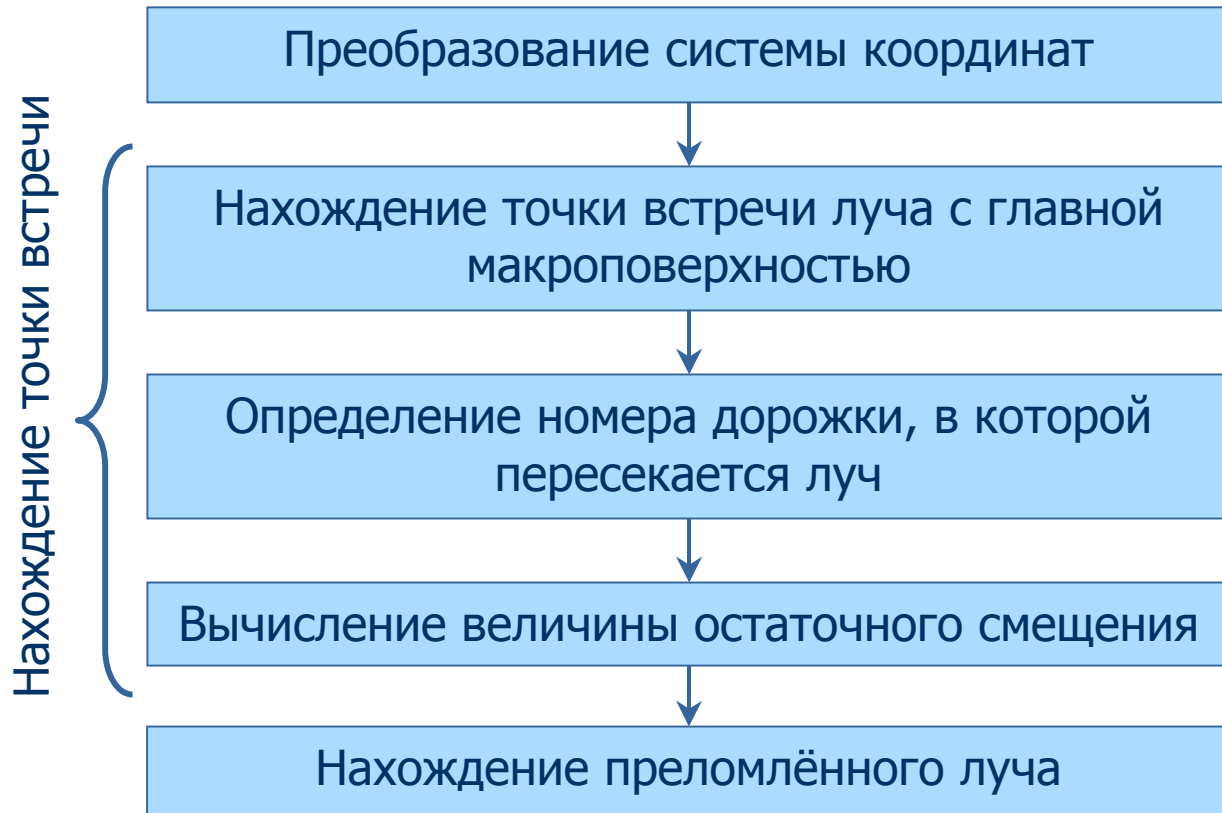 Преобразование системы координат
Нахождение точки встречи
Нахождение точки встречи луча с главной
макроповерхностью
Определение номера дорожки, в которой
пересекается луч
Вычисление величины остаточного смещения
Нахождение преломлённого луча